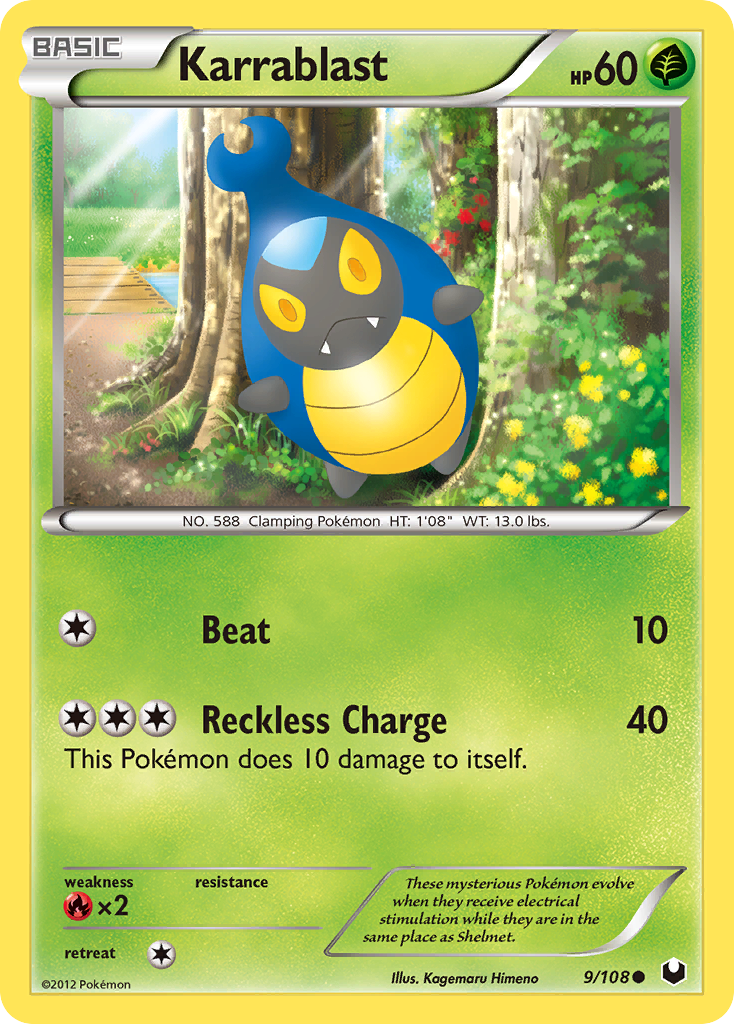 BASIC
Karrablast
HP60
NO. 588 Clamping Pokémon HT: 1'08" WT: 13.0 lbs.
Beat 10
Reckless Charge 40
This Pokémon does 10 damage to itself.
weakness resistance
×2
retreat
These mysterious Pokémon evolve
when they receive electrical
stimulation while they are in the
same place as Shelmet.
©2012 Pokémon
Illus. Kagemaru Himeno
9/108